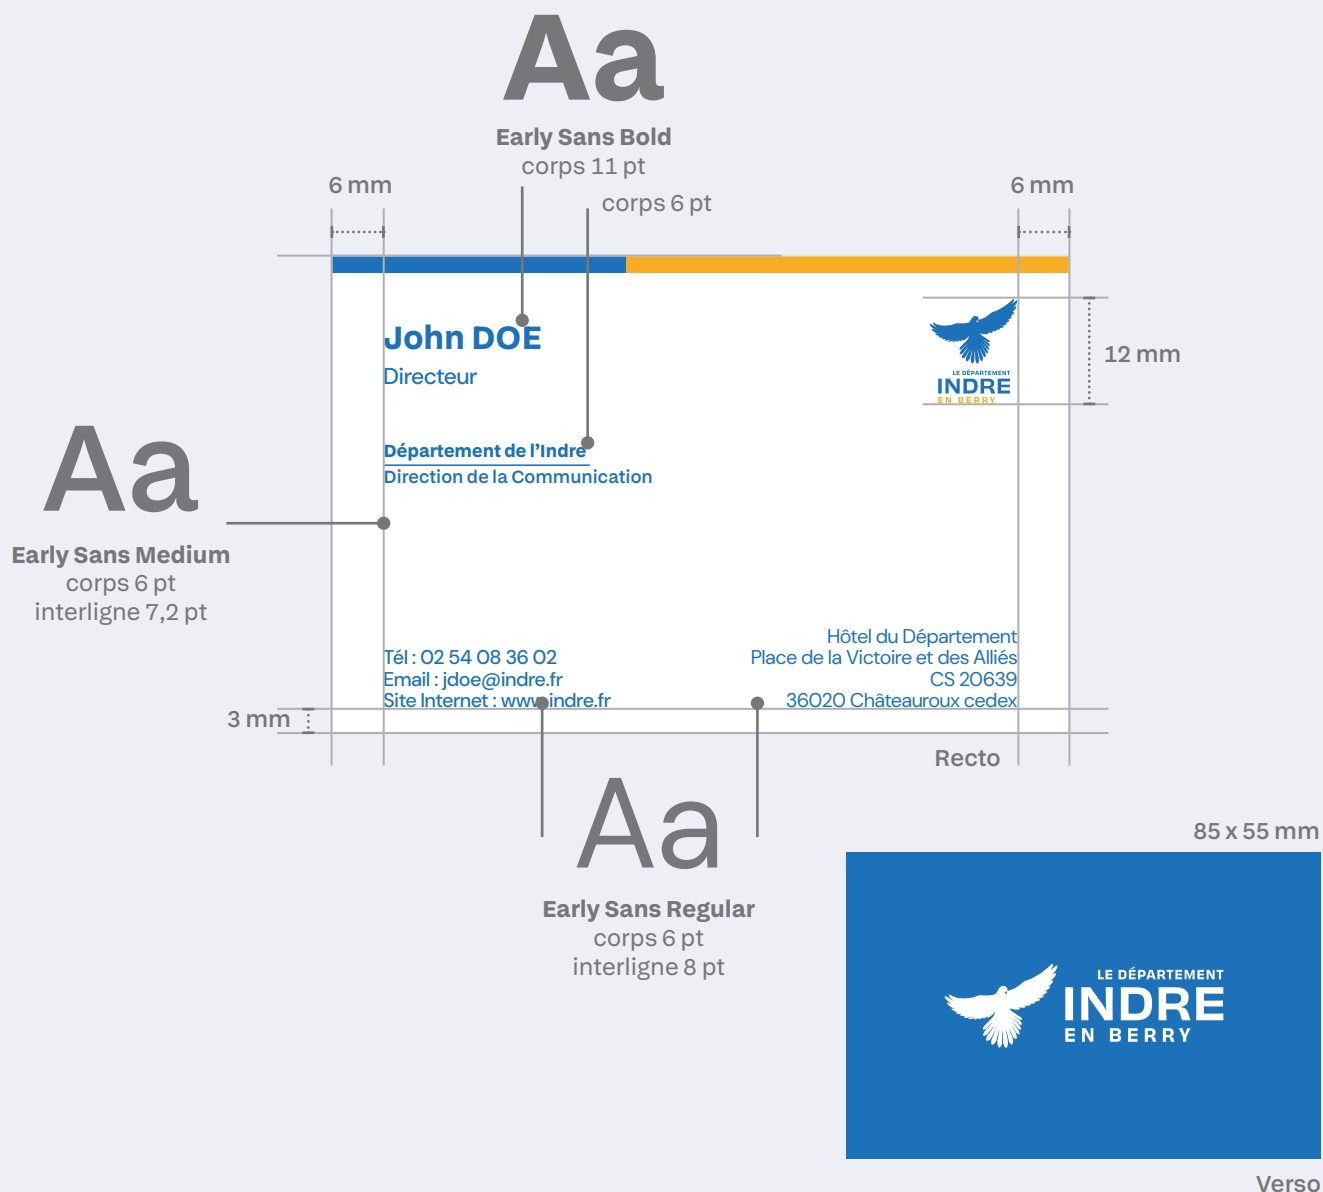 Aa
Early Sans Bold
corps 11 pt
corps 6 pt
6 mm
6 mm
John DOE
Directeur
LE DÉPARTEMENT
INDRE
EN BERRY
12 mm
Département de l'Indre
Direction de la Communication
Aa
Early Sans Medium
corps 6 pt
interligne 7,2 pt
Tél : 02 54 08 36 02
Email : jdoe@indre.fr
Site Internet : www.indre.fr
Hôtel du Département
Place de la Victoire et des Alliés
CS 20639
36020 Châteauroux cedex
3 mm
Recto
Aa
Early Sans Regular
corps 6 pt
interligne 8 pt
85 x 55 mm
LE DÉPARTEMENT
INDRE
EN BERRY
Verso